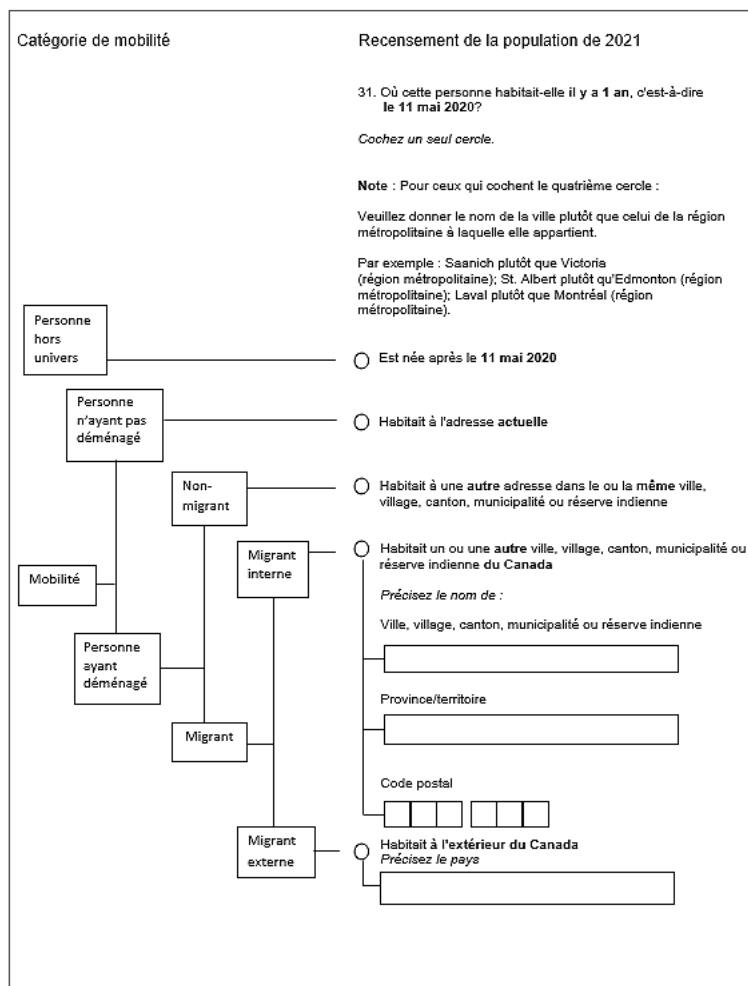 Catégorie de mobilité
Recensement de la population de 2021
31. Où cette personne habitait-elle il y a 1 an, c'est-à-dire
le 11 mai 2020?
Cochez un seul cercle.
Note : Pour ceux qui cochent le quatrième cercle :
Veuillez donner le nom de la ville plutôt que celui de la région
métropolitaine à laquelle elle appartient.
Par exemple : Saanich plutôt que Victoria
(région métropolitaine); St. Albert plutôt qu'Edmonton (région
métropolitaine); Laval plutôt que Montréal (région
métropolitaine).
Personne
hors
univers
Est née après le 11 mai 2020
Personne
n'ayant pas
déménagé
Habitait à l'adresse actuelle
Non-
migrant
Habitait à une autre adresse dans le ou la même ville,
village, canton, municipalité ou réserve indienne
Migrant
interne
Habitait un ou une autre ville, village, canton, municipalité ou
réserve indienne du Canada
Mobilité
Précisez le nom de :
Ville, village, canton, municipalité ou réserve indienne
Personne
ayant
déménagé
Province/territoire
Migrant
Code postal
Migrant
externe
Habitait à l'extérieur du Canada
Précisez le pays